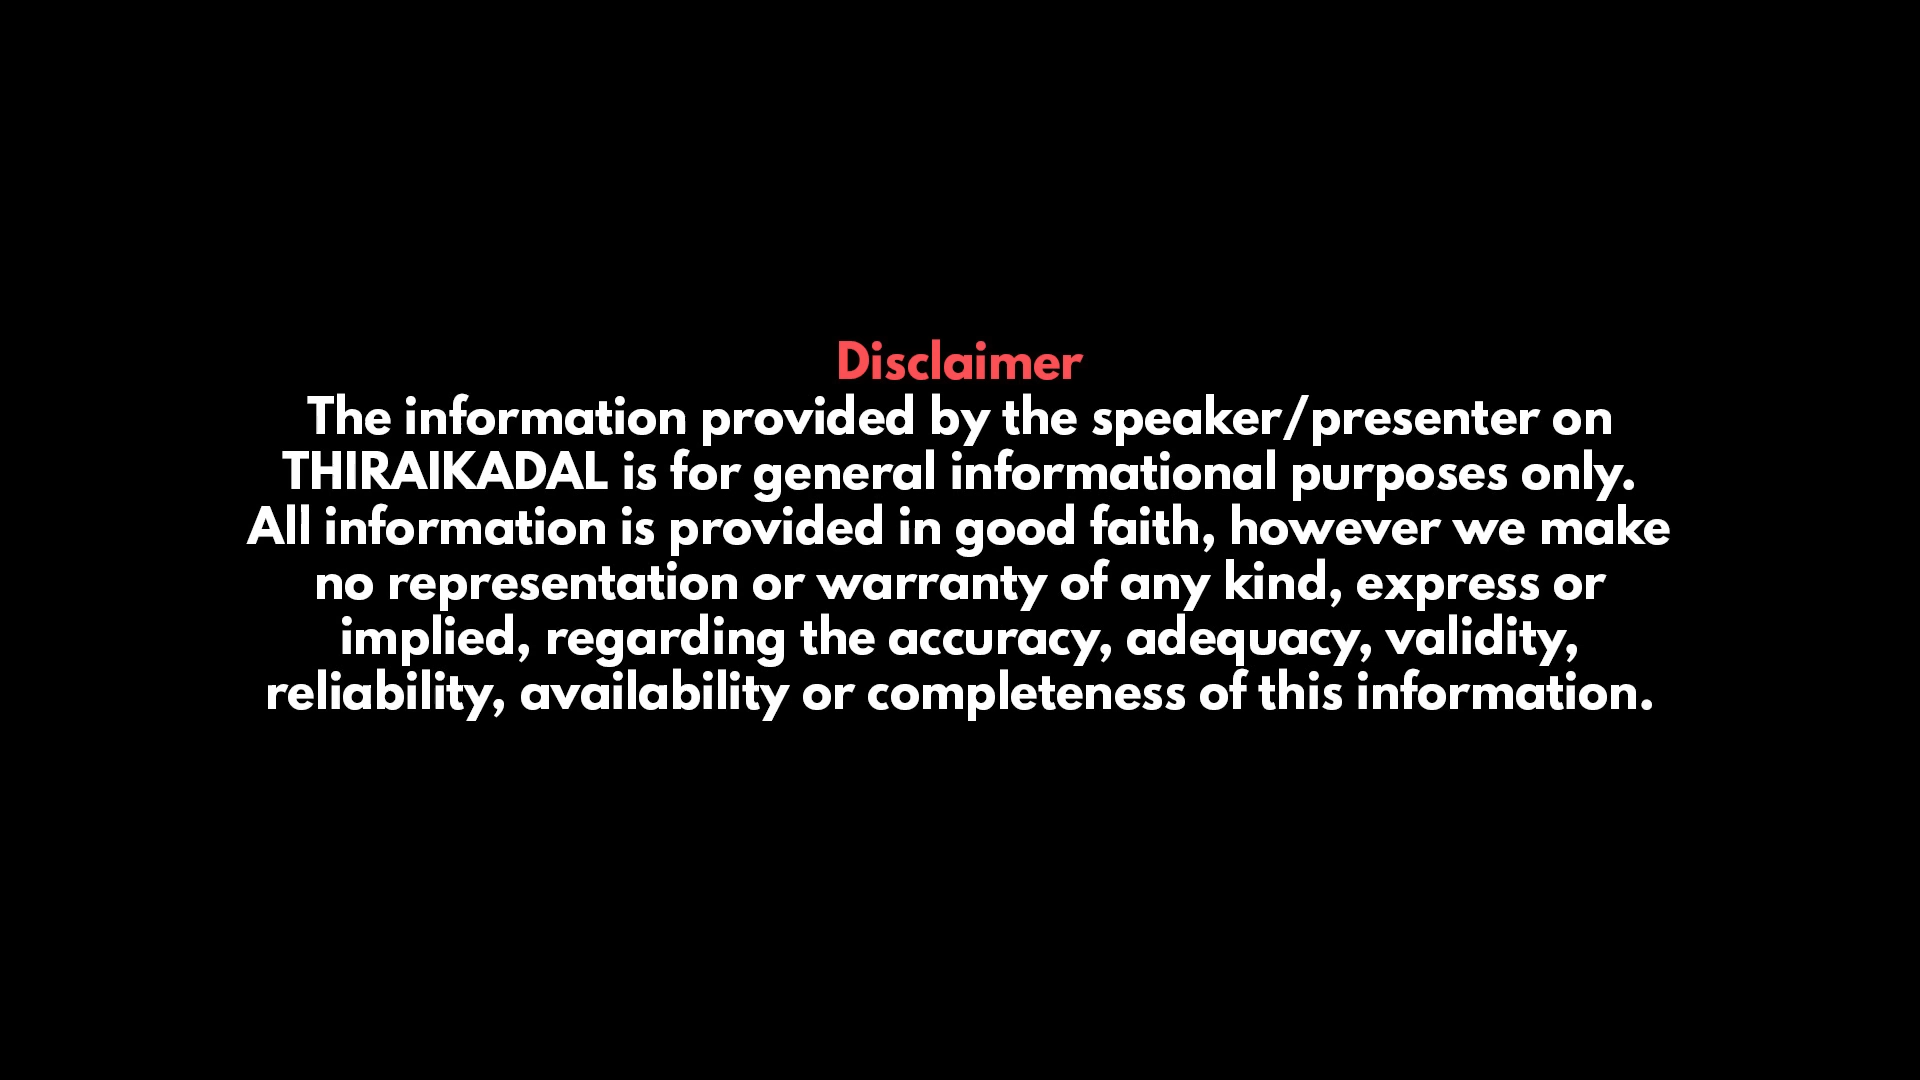 Disclaimer
The information provided by the speaker/presenter on
THIRAIKADAL is for general informational purposes only.
All information is provided in good faith, however we make
no representation or warranty of any kind, express or
implied, regarding the accuracy, adequacy, validity,
reliability, availability or completeness of this information.